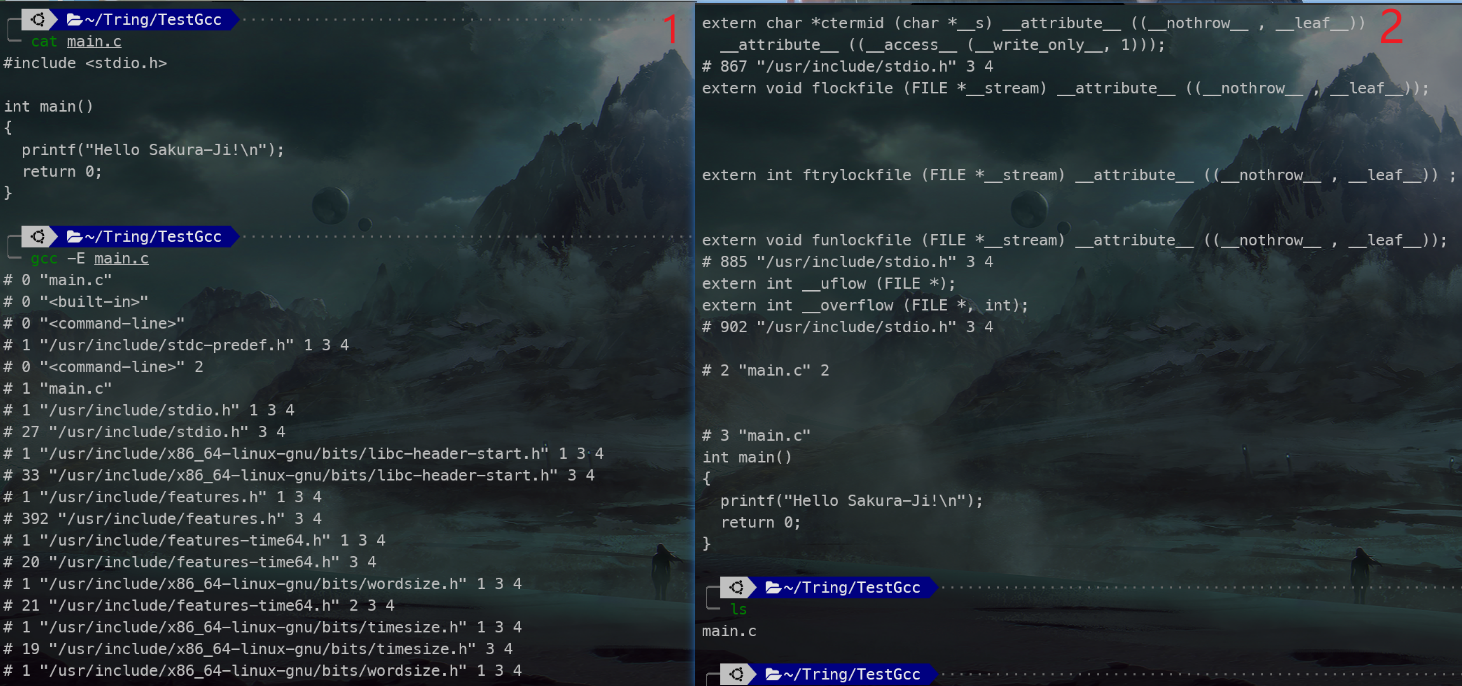 ~/Tring/TestGcc
cat main.c
#include <stdio.h>
int main()
{
printf("Hello Sakura-Ji!\n");
return 0;
}
~/Tring/TestGcc
gcc -E main.c
# 0 "main.c"
# 0 "<built-in>"
# 0 "<command-line>"
# 1 "/usr/include/stdc-predef.h" 1 3 4
# 0 "<command-line>" 2
# 1 "main.c"
# 1 "/usr/include/stdio.h" 1 3 4
# 27 "/usr/include/stdio.h" 3 4
# 1 "/usr/include/x86_64-linux-gnu/bits/libc-header-start.h" 1 3 4
# 33 "/usr/include/x86_64-linux-gnu/bits/libc-header-start.h" 3 4
# 1 "/usr/include/features.h" 1 3 4
# 392 "/usr/include/features.h" 3 4
# 1 "/usr/include/features-time64.h" 1 3 4
# 20 "/usr/include/features-time64.h" 3 4
# 1 "/usr/include/x86_64-linux-gnu/bits/wordsize.h" 1 3 4
# 21 "/usr/include/features-time64.h" 2 3 4
# 1 "/usr/include/x86_64-linux-gnu/bits/timesize.h" 1 3 4
# 19 "/usr/include/x86_64-linux-gnu/bits/timesize.h" 3 4
# 1 "/usr/include/x86_64-linux-gnu/bits/wordsize.h" 1 3 4
1
extern char *ctermid (char *__s) __attribute__ ((__nothrow__ , __leaf__))
__attribute__ ((__access__ (__write_only__, 1)));
# 867 "/usr/include/stdio.h" 3 4
extern void flockfile (FILE *__stream) __attribute__ ((__nothrow__ , __leaf__));
extern int ftrylockfile (FILE *__stream) __attribute__ ((__nothrow__ , __leaf__)) ;
extern void funlockfile (FILE *__stream) __attribute__ ((__nothrow__ , __leaf__));
# 885 "/usr/include/stdio.h" 3 4
extern int __uflow (FILE *);
extern int __overflow (FILE *, int);
# 902 "/usr/include/stdio.h" 3 4
# 2 "main.c" 2
# 3 "main.c"
int main()
{
printf("Hello Sakura-Ji!\n");
return 0;
}
~/Tring/TestGcc
ls
main.c
~/Tring/TestGcc
2